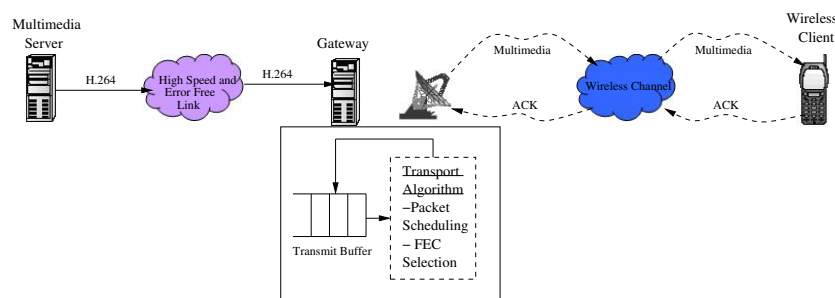 Multimedia
Server
H.264
High Speed and
Error Free
Link
H.264
Gateway
Multimedia
ACK
Wireless Channel
Multimedia
ACK
Wireless
Client
Transmit Buffer
Transport
Algorithm
−Packet
Scheduling
− FEC
Selection